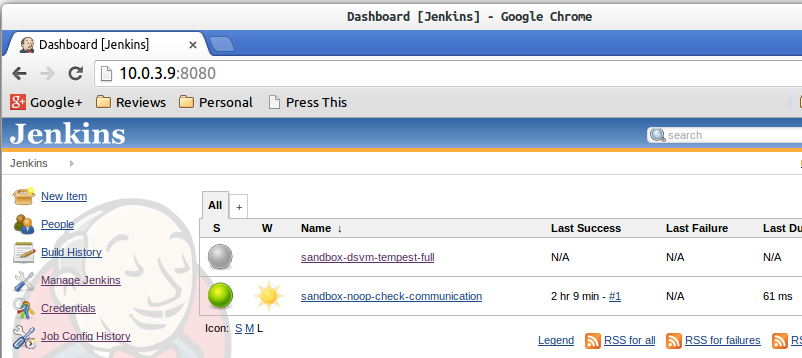 Dashboard [Jenkins] - Google Chrome
Dashboard [Jenkins]
10.0.3.9:8080
Google+ Reviews Personal Press This
Jenkins
search
Jenkins
New Item
People
Build History
Manage Jenkins
Credentials
Job Config History
All +
S W Name ↓ Last Success Last Failure Last Du
sandbox-dsvm-tempest-full N/A N/A N/A
sandbox-noop-check-communication 2 hr 9 min - #1 N/A 61 ms
Icon: S M L
Legend RSS for all RSS for failures RS